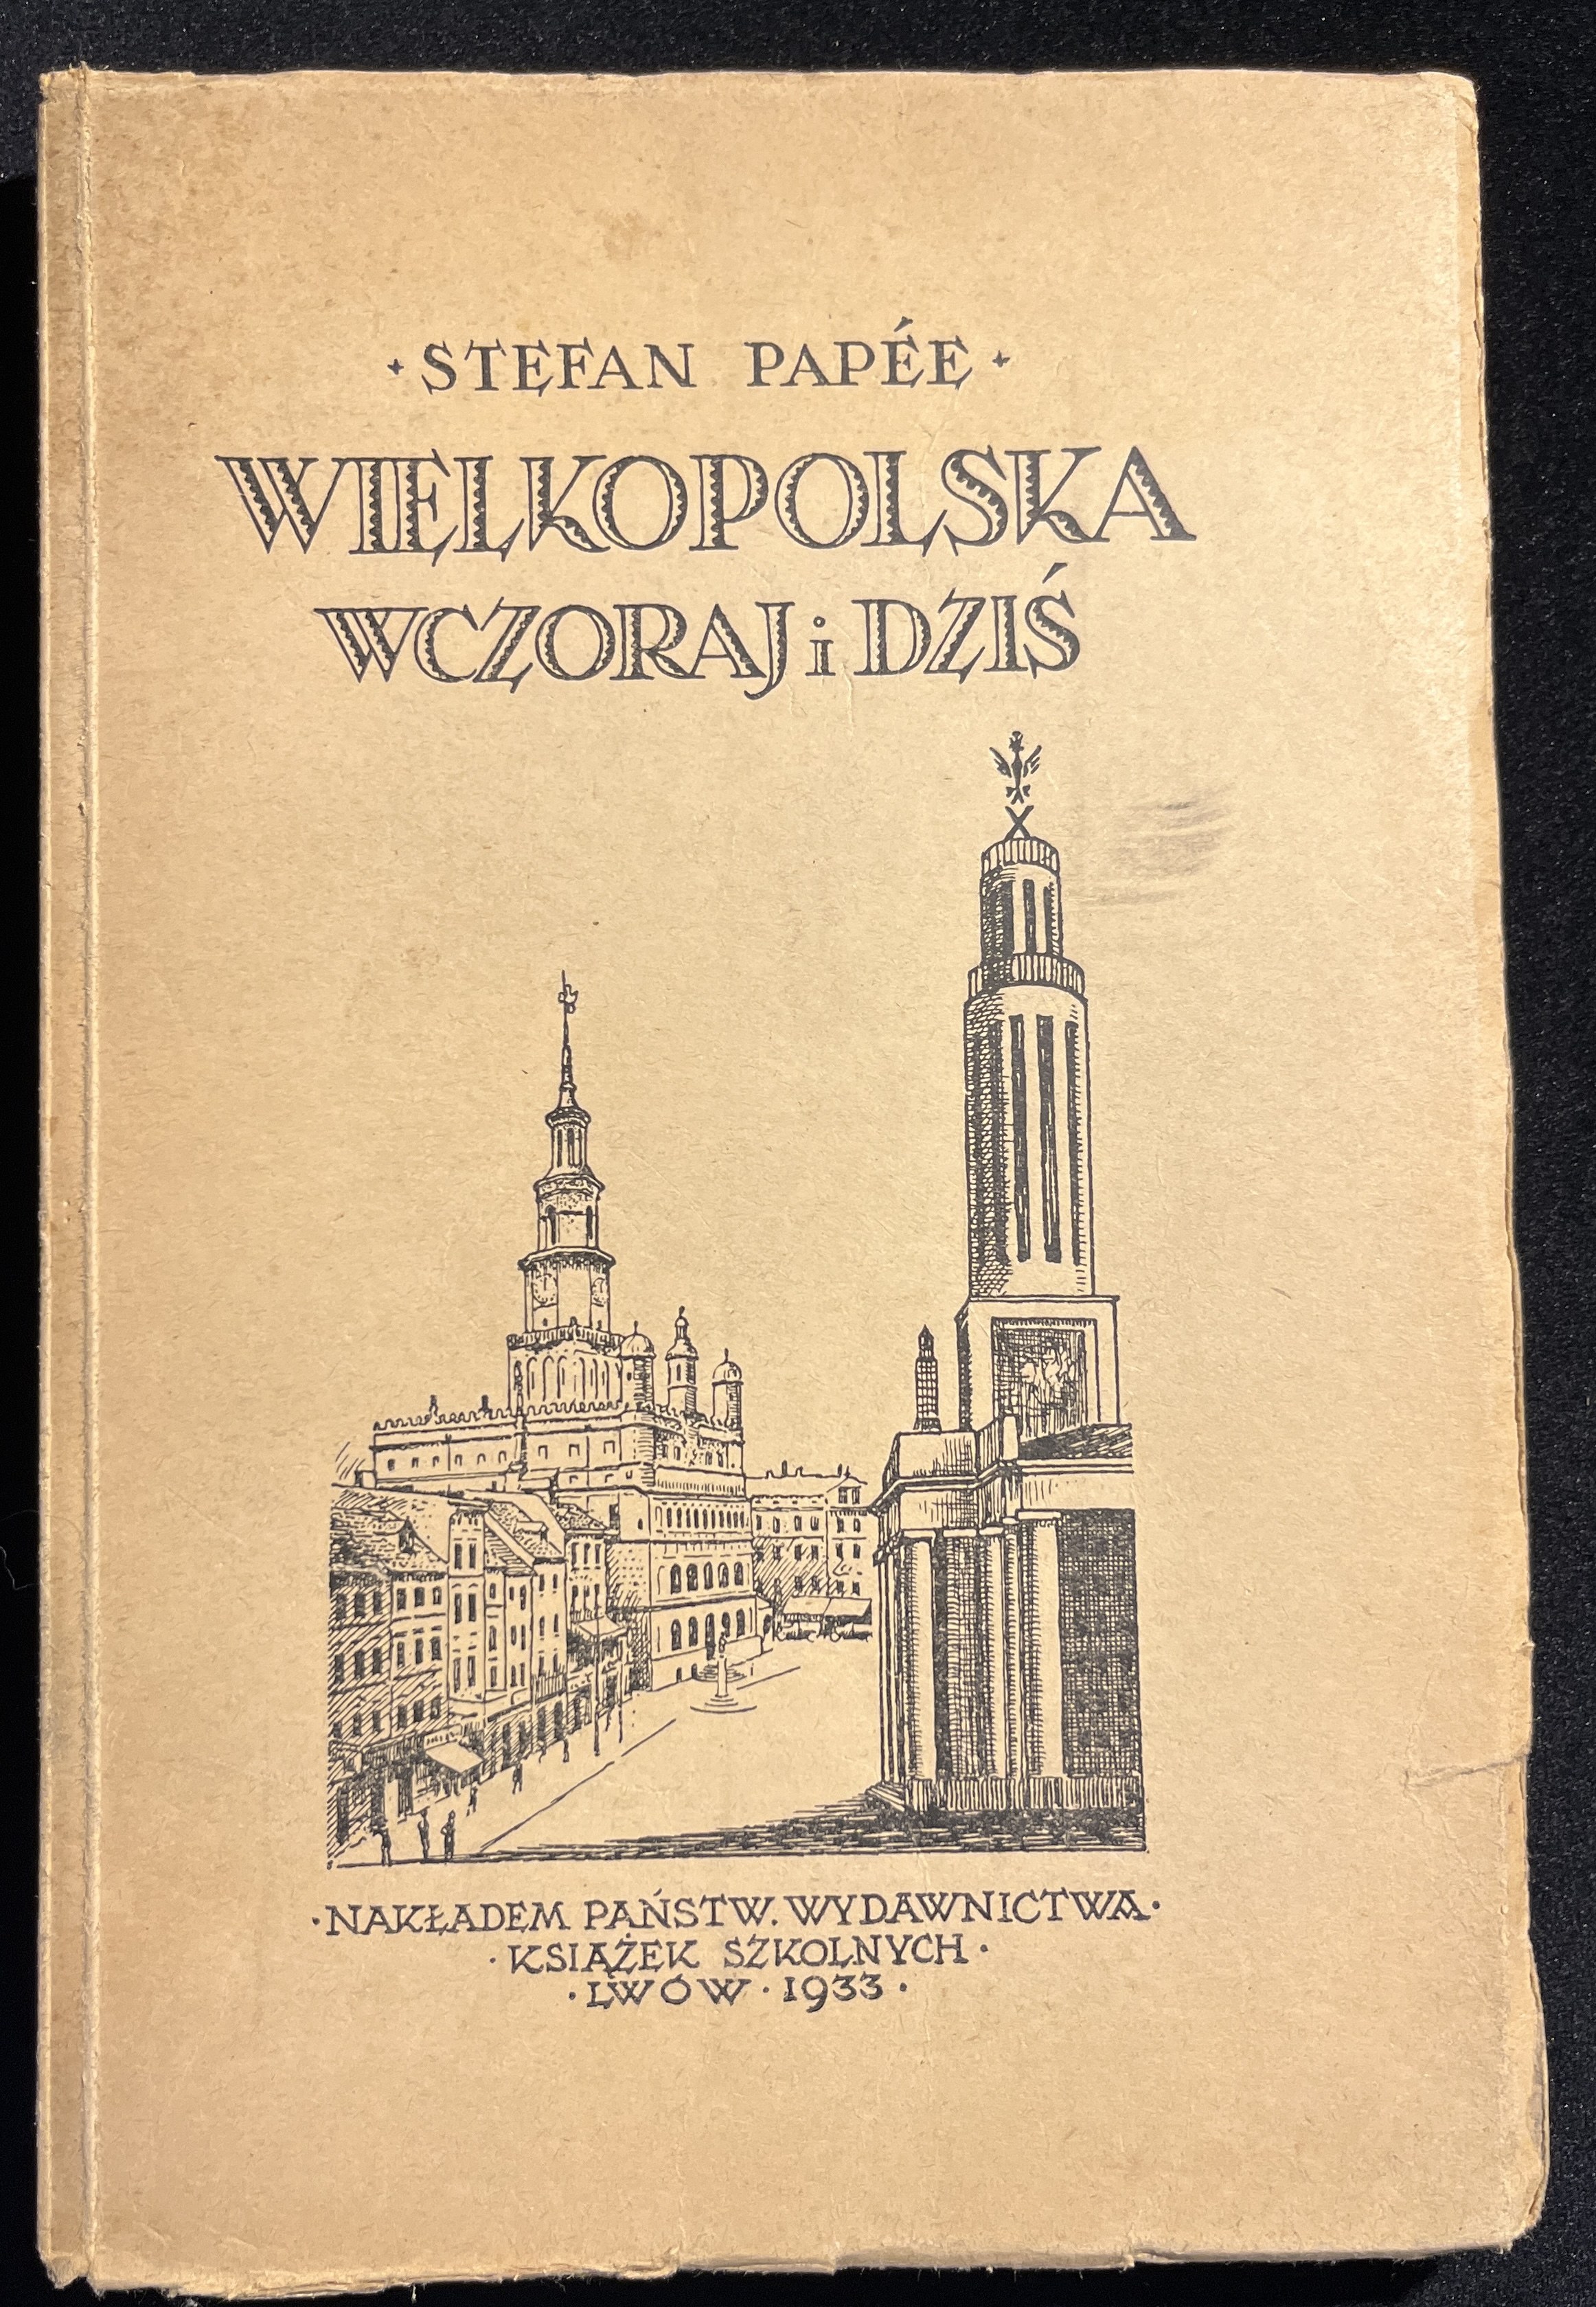 · STEFAN PAPÉE ·
WIELKOPOLSKA
WCZORAJ i DZIŚ
· NAKŁADEM PAŃSTW. WYDAWNICTWA ·
· KSIĄŻEK SZKOLNYCH ·
· LWÓW · 1933 ·